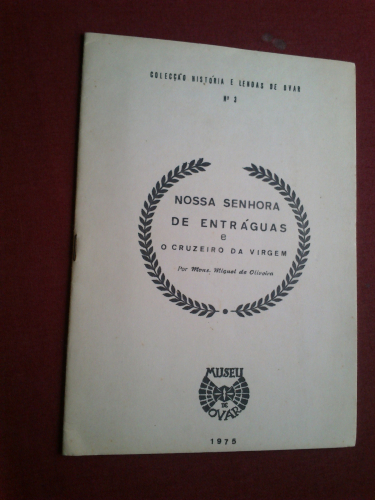 COLECÇÃO HISTÓRIA E LENDAS DE OVAR
Nº 2
NOSSA SENHORA
DE ENTRÁGUAS
e
O CRUZEIRO DA VIRGEM
Por Mons. Miguel de Oliveira
MUSEU
DE
OVAR
1975